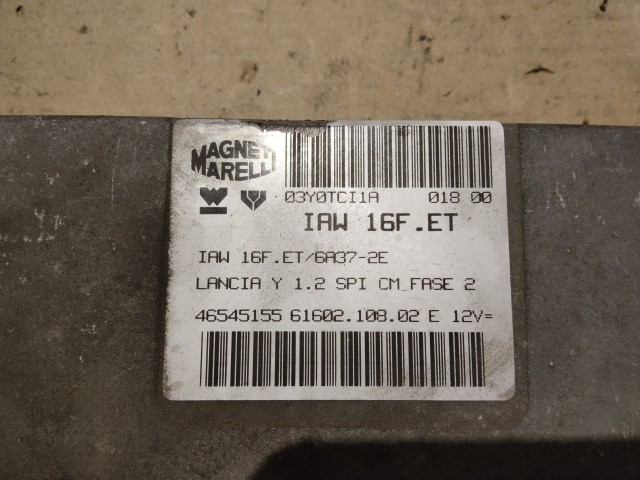 MAGNETI
MARELLI
03Y0TCI1A 018 00
IAW 16F.ET
IAW 16F.ET/6A37-2E
LANCIA Y 1.2 SPI CM FASE 2
46545155 61602.108.02 E 12V=